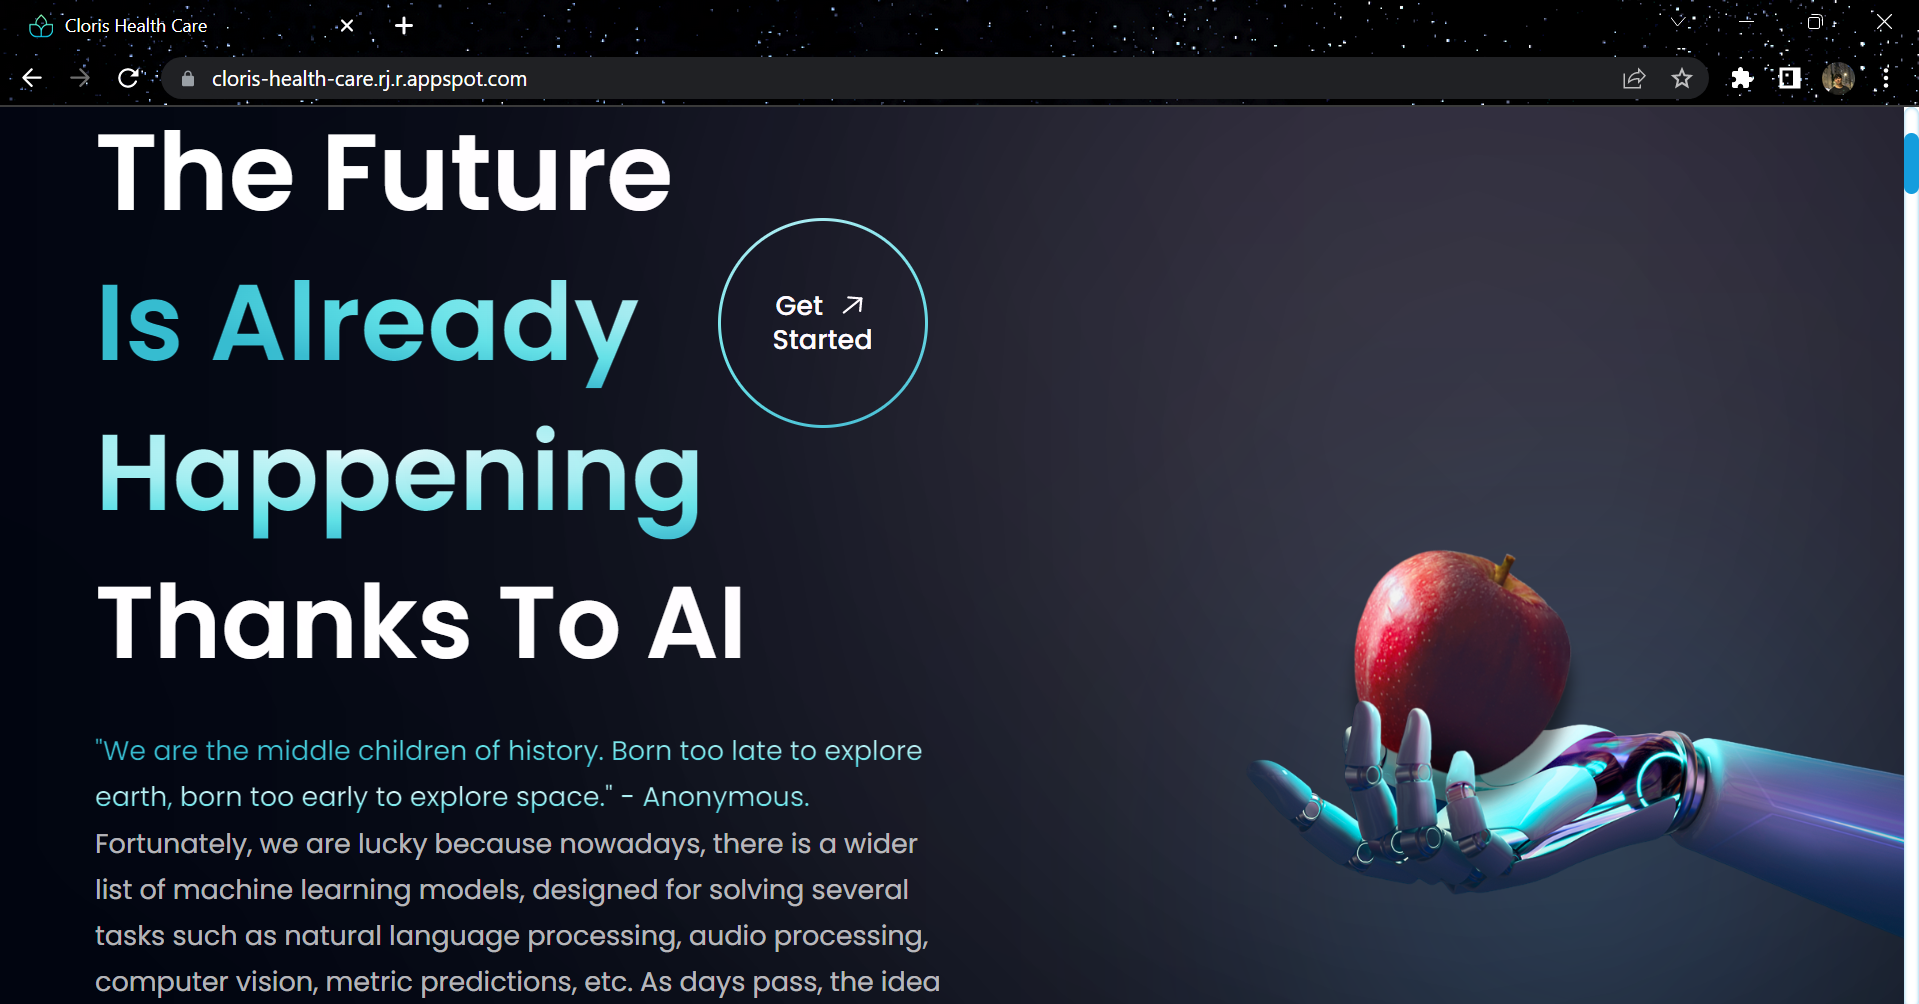 Cloris Health Care
cloris-health-care.rj.r.appspot.com
The Future
Is Already
Happening
Thanks To AI
Get
Started
"We are the middle children of history. Born too late to explore
earth, born too early to explore space." - Anonymous.
Fortunately, we are lucky because nowadays, there is a wider
list of machine learning models, designed for solving several
tasks such as natural language processing, audio processing,
computer vision, metric predictions, etc. As days pass, the idea